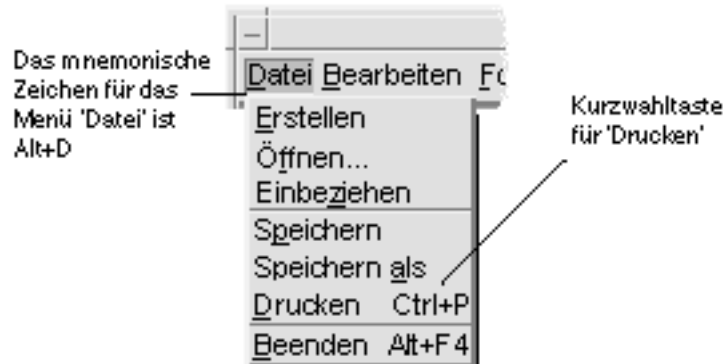 Das mnemonische
Zeichen für das
Menü 'Datei' ist
Alt+D
Datei Bearbeiten
Erstellen
Öffnen...
Einbeziehen
Speichern
Speichern als
Drucken Ctrl+P
Beenden Alt+F4
Kurzwahltaste
für 'Drucken'